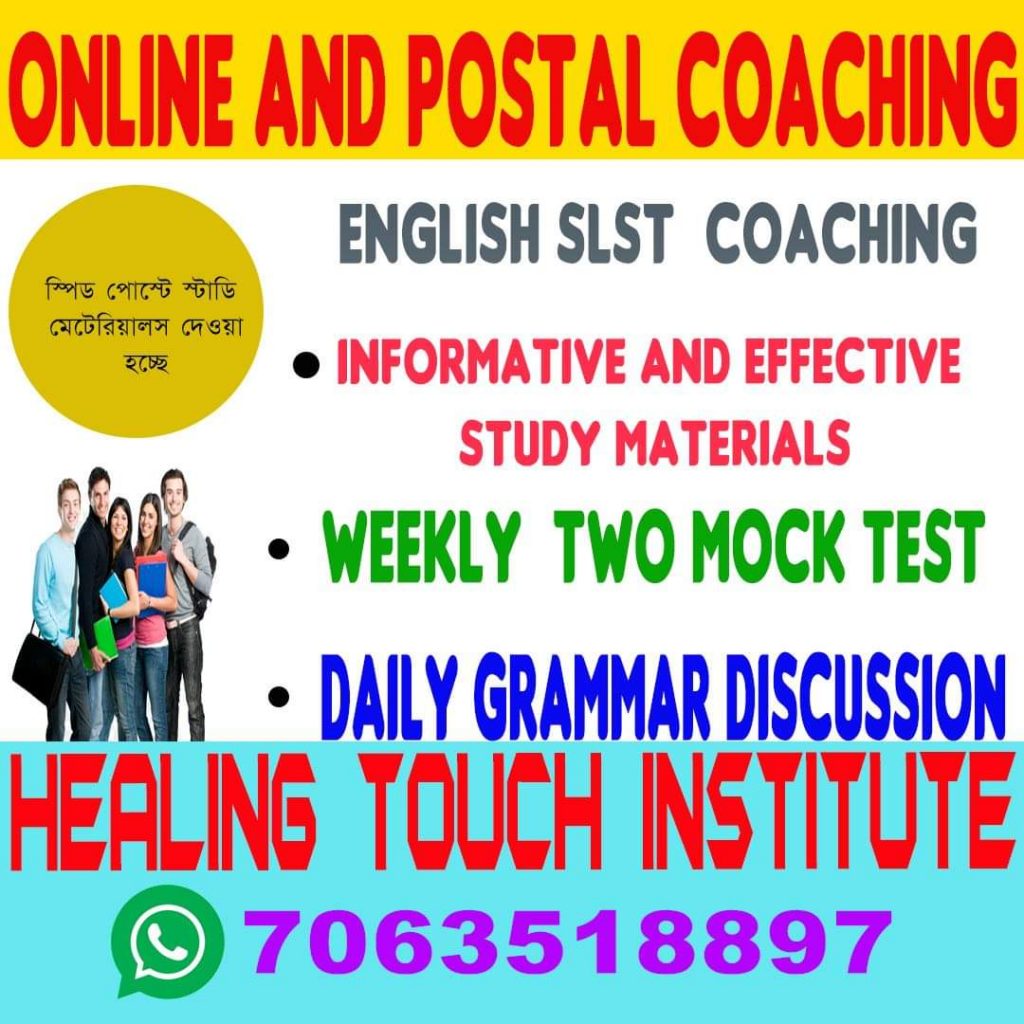 ONLINE AND POSTAL COACHING
স্পিড পোস্টে স্টাডি
মেটেরিয়ালস দেওয়া
হচ্ছে
ENGLISH SLST COACHING
• INFORMATIVE AND EFFECTIVE
STUDY MATERIALS
• WEEKLY TWO MOCK TEST
• DAILY GRAMMAR DISCUSSION
HEALING TOUCH INSTITUTE
7063518897